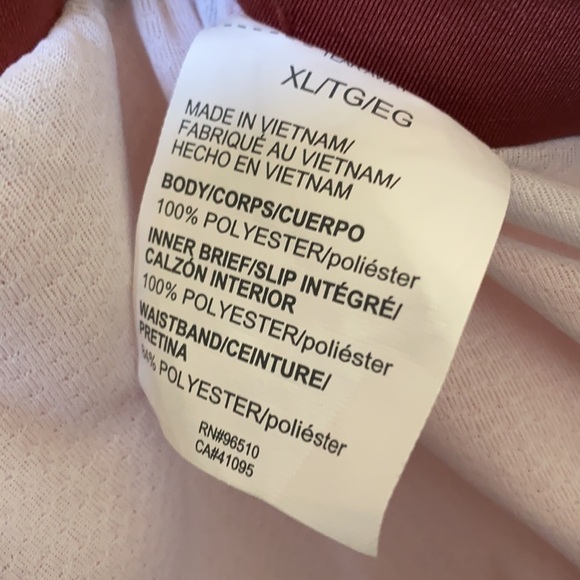 XL/TG/EG
MADE IN VIETNAM/
FABRIQUÉ AU VIETNAM/
HECHO EN VIETNAM
BODY/CORPS/CUERPO
100% POLYESTER/poliéster
INNER BRIEF/SLIP INTÉGRÉ/
CALZÓN INTERIOR
100% POLYESTER/poliéster
WAISTBAND/CEINTURE/
PRETINA
POLYESTER/poliéster
RN#96510
CA#41095